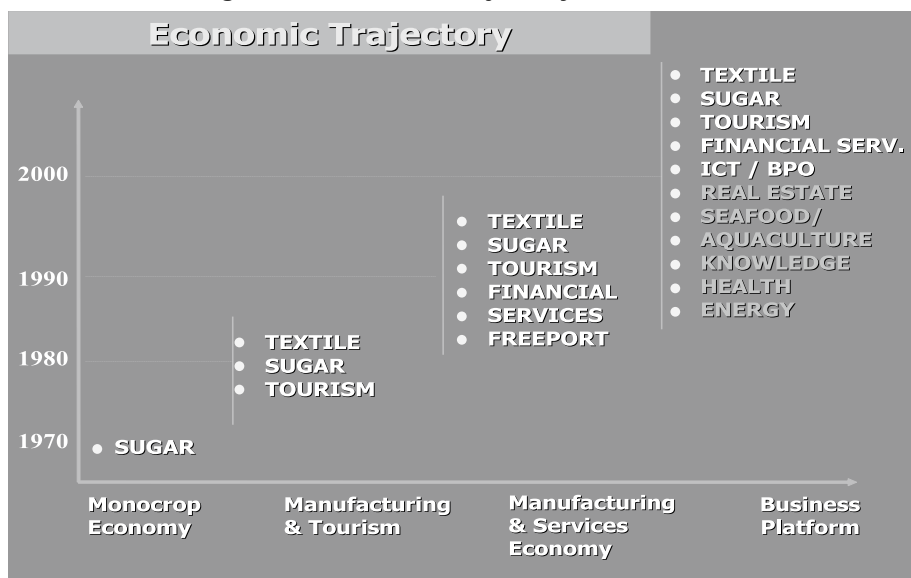 Economic Trajectory
2000
1990
1980
1970
• SUGAR
• TEXTILE
• SUGAR
• TOURISM
• TEXTILE
• SUGAR
• TOURISM
• FINANCIAL
• SERVICES
• FREEPORT
• TEXTILE
• SUGAR
• TOURISM
• FINANCIAL SERV.
• ICT / BPO
• REAL ESTATE
• SEAFOOD/
• AQUACULTURE
• KNOWLEDGE
• HEALTH
• ENERGY
Monocrop
Economy
Manufacturing
& Tourism
Manufacturing
& Services
Economy
Business
Platform